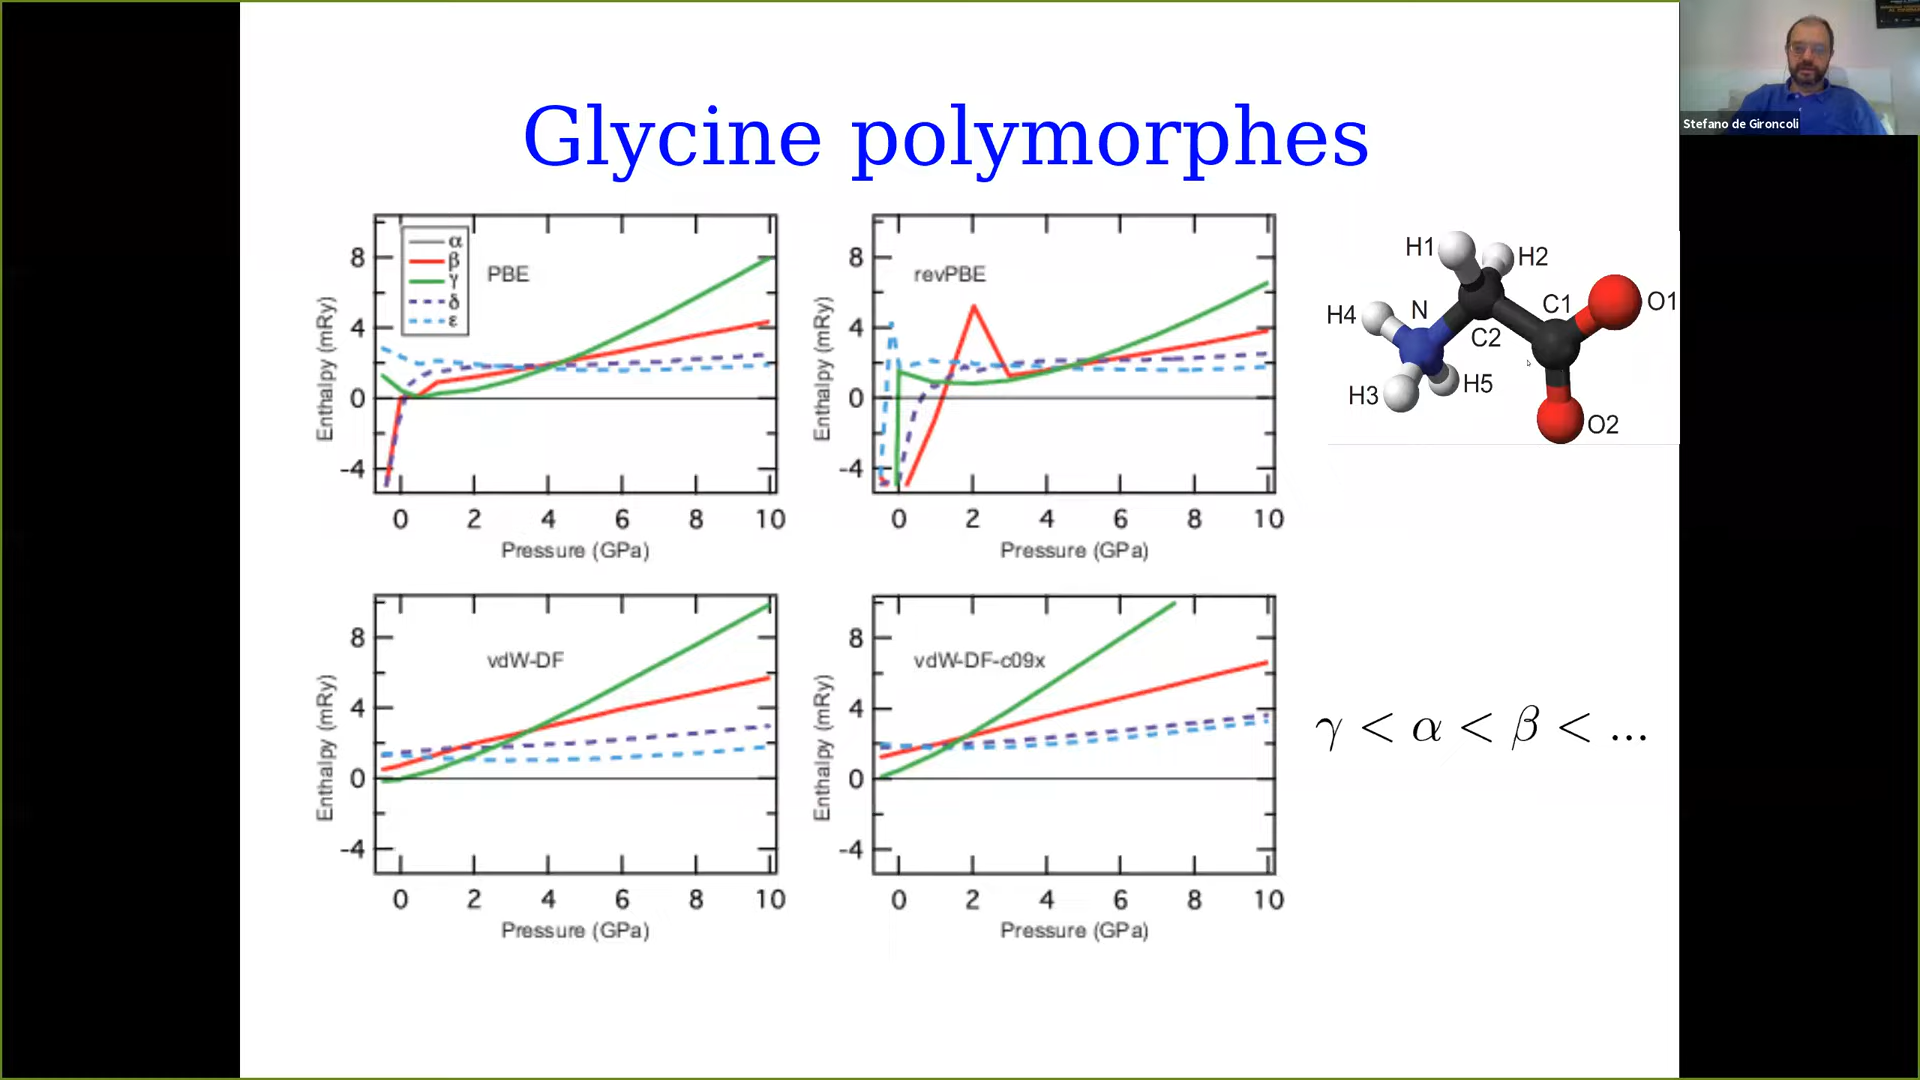 Stefano de Gironcoli
Glycine polymorphes
α
β
γ
δ
ε
PBE
8
4
0
-4
Enthalpy (mRy)
0 2 4 6 8 10
Pressure (GPa)
revPBE
8
4
0
-4
Enthalpy (mRy)
0 2 4 6 8 10
Pressure (GPa)
H1
H2
H4
N
C1
O1
C2
H3
H5
O2
vdW-DF
8
4
0
-4
Enthalpy (mRy)
0 2 4 6 8 10
Pressure (GPa)
vdW-DF-c09x
8
4
0
-4
Enthalpy (mRy)
0 2 4 6 8 10
Pressure (GPa)
γ < α < β < ...